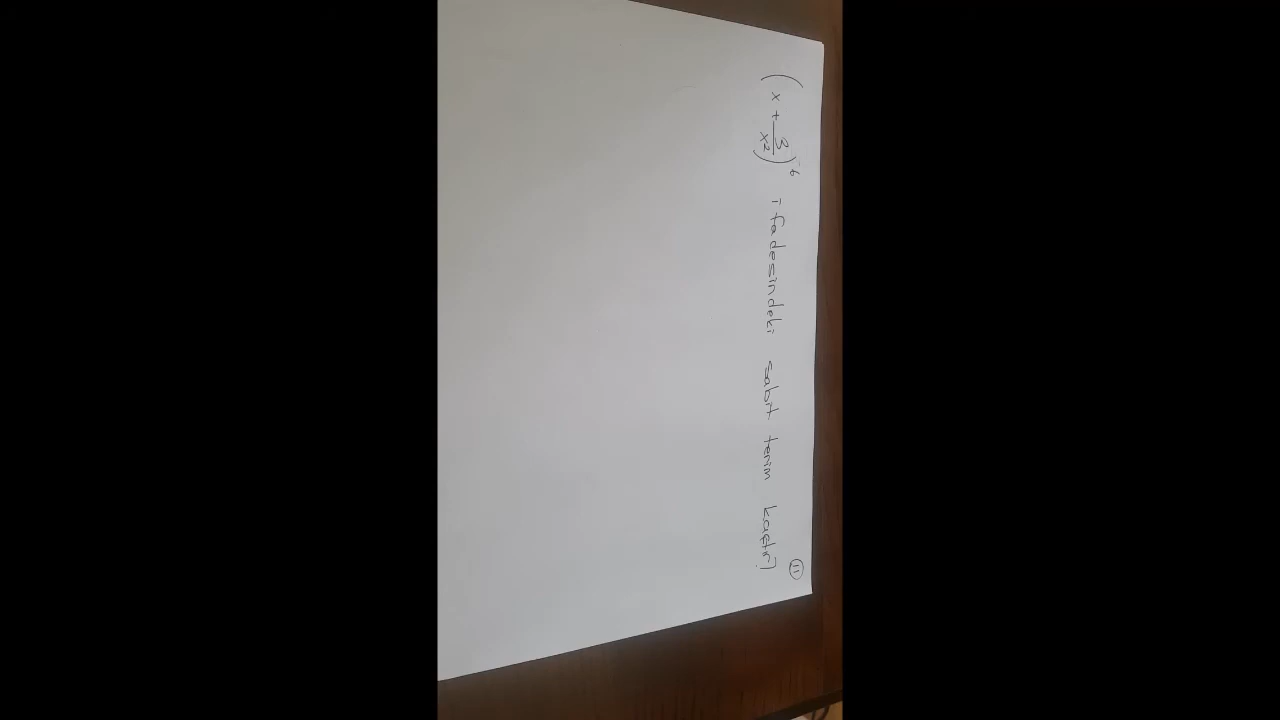 (11)
(x + 3/x²)^6 ifadesindeki sabit terim kaçtır?